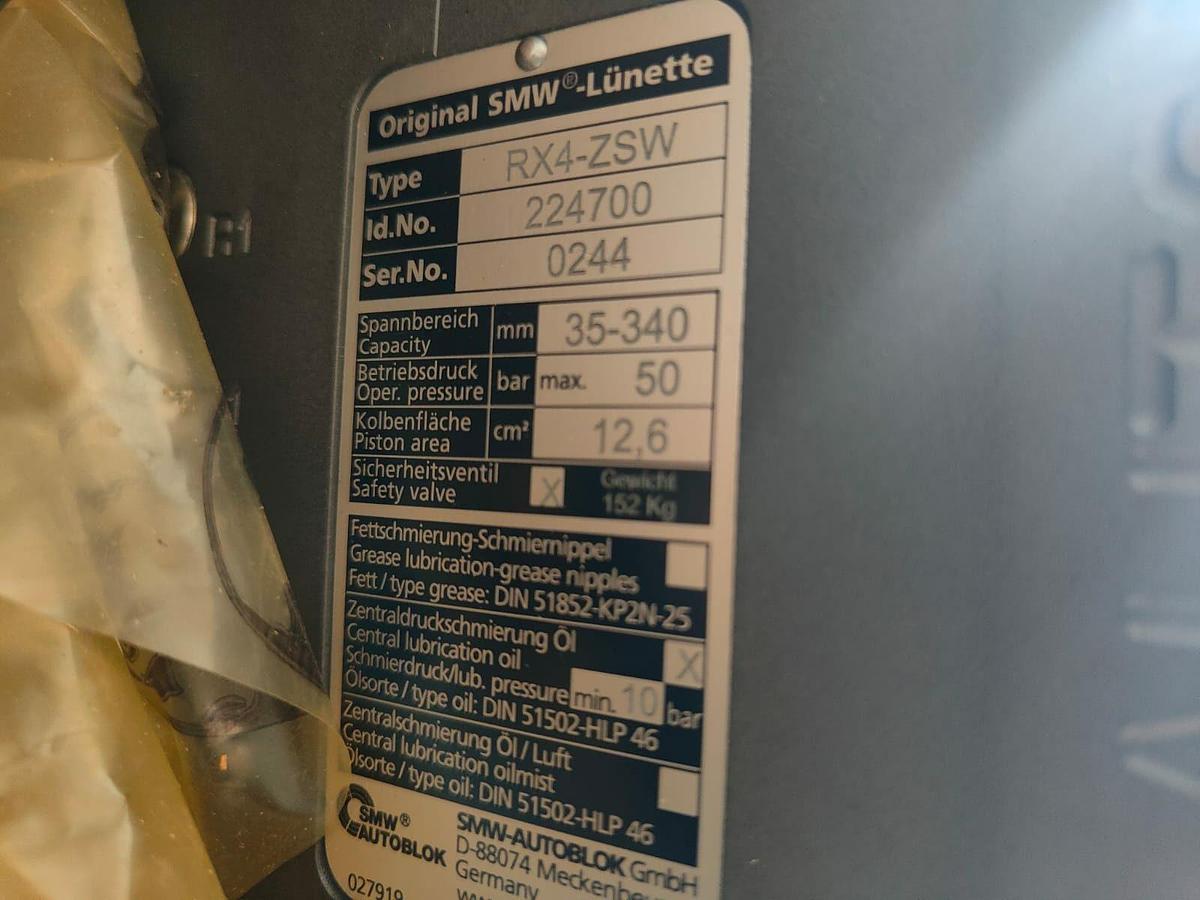 Original SMW®-Lünette
Type RX4-ZSW
Id.No. 224700
Ser.No. 0244
Spannbereich
Capacity mm 35-340
Betriebsdruck
Oper. pressure bar max. 50
Kolbenfläche
Piston area cm² 12,6
Sicherheitsventil
Safety valve X
Gewicht
152 Kg
Fettschmierung-Schmiernippel
Grease lubrication-grease nipples
Fett / type grease: DIN 51852-KP2N-25
Zentraldruckschmierung Öl
Central lubrication oil X
Schmierdruck/lub. pressure min. 10 bar
Ölsorte / type oil: DIN 51502-HLP 46
Zentralschmierung Öl / Luft
Central lubrication oilmist
Ölsorte / type oil: DIN 51502-HLP 46
SMW®
AUTOBLOK
SMW-AUTOBLOK GmbH
D-88074
Germany
027919
H1